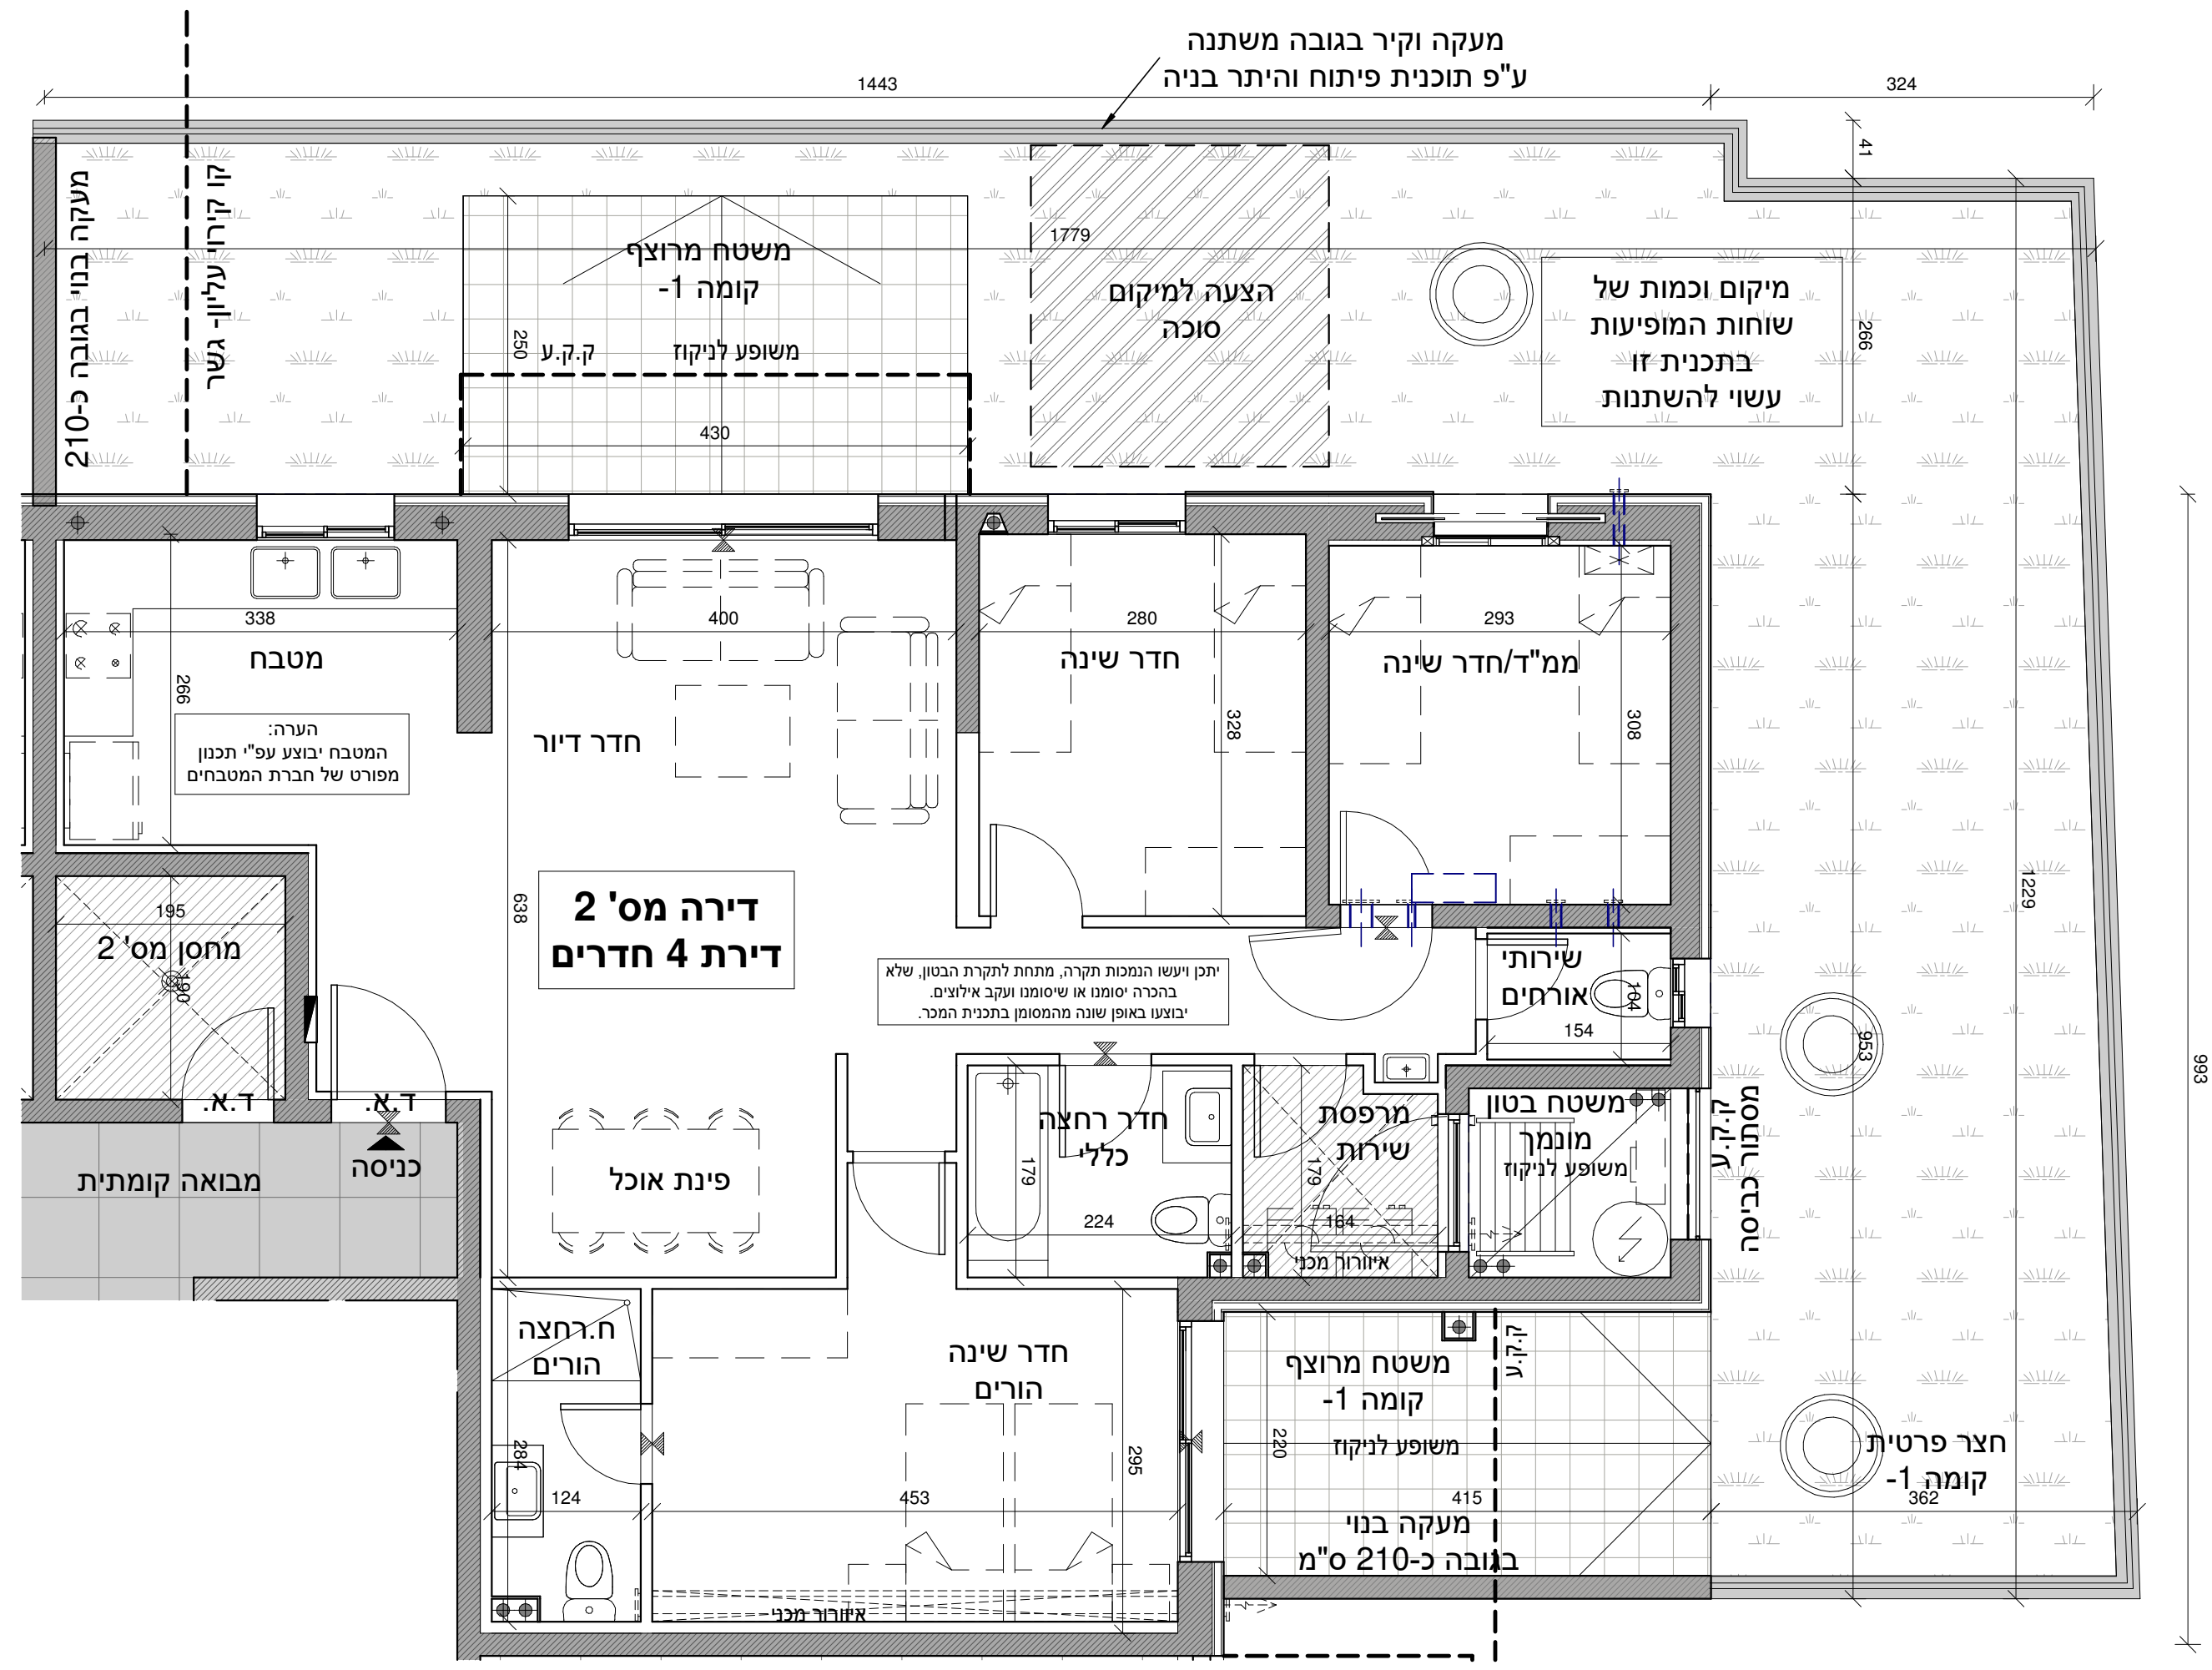 מעקה וקיר בגובה משתנה
ע"פ תוכנית פיתוח והיתר בניה
1443
324
41
מעקה בנוי בגובה כ-210
קו קירוי עליון- גשר
משטח מרוצף
קומה 1-
250
ק.ק.ע
משופע לניקוז
430
1779
הצעה למיקום
סוכה
מיקום וכמות של
שוחות המופיעות
בתכנית זו
עשוי להשתנות
266
338
מטבח
266
הערה:
המטבח יבוצע עפ"י תכנון
מפורט של חברת המטבחים
400
חדר דיור
638
280
חדר שינה
328
293
ממ"ד/חדר שינה
308
1229
993
953
195
מחסן מס' 2
190
דירה מס' 2
דירת 4 חדרים
יתכן ויעשו הנמכות תקרה, מתחת לתקרת הבטון, שלא
בהכרה יסומנו או שיסומנו ועקב אילוצים.
יבוצעו באופן שונה מהמסומן בתכנית המכר.
שירותי
אורחים
104
154
ד.א.
ד.א.
כניסה
מבואה קומתית
פינת אוכל
חדר רחצה
כללי
179
224
מרפסת
שירות
179
164
איוורור מכני
משטח בטון
מונמך
משופע לניקוז
ק.ק.ע
מסתור כביסה
ח.רחצה
הורים
284
124
חדר שינה
הורים
295
453
איוורור מכני
משטח מרוצף
קומה 1-
משופע לניקוז
ק.ק.ע
220
415
מעקה בנוי
בגובה כ-210 ס"מ
חצר פרטית
קומה 1-
362